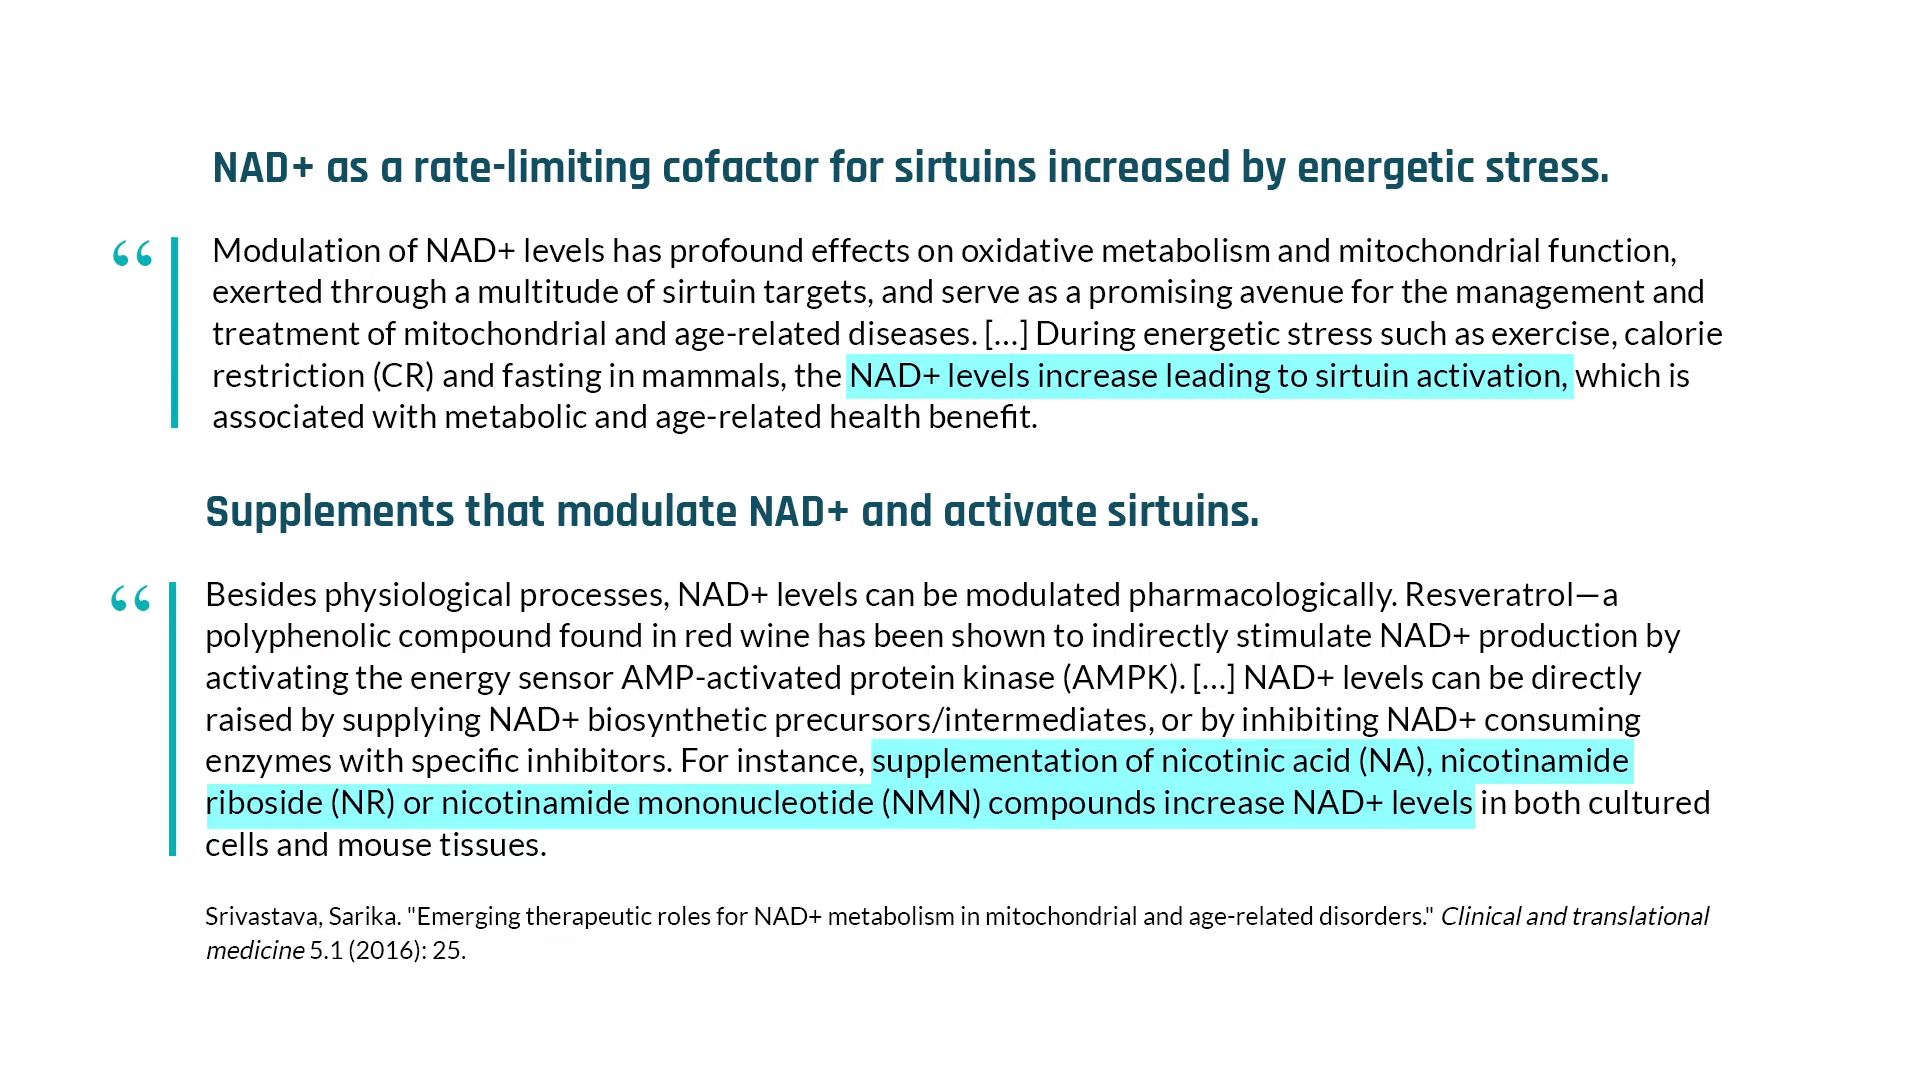 NAD+ as a rate-limiting cofactor for sirtuins increased by energetic stress.
“ Modulation of NAD+ levels has profound effects on oxidative metabolism and mitochondrial function,
exerted through a multitude of sirtuin targets, and serve as a promising avenue for the management and
treatment of mitochondrial and age-related diseases. [...] During energetic stress such as exercise, calorie
restriction (CR) and fasting in mammals, the NAD+ levels increase leading to sirtuin activation, which is
associated with metabolic and age-related health benefit.
Supplements that modulate NAD+ and activate sirtuins.
“ Besides physiological processes, NAD+ levels can be modulated pharmacologically. Resveratrol—a
polyphenolic compound found in red wine has been shown to indirectly stimulate NAD+ production by
activating the energy sensor AMP-activated protein kinase (AMPK). [...] NAD+ levels can be directly
raised by supplying NAD+ biosynthetic precursors/intermediates, or by inhibiting NAD+ consuming
enzymes with specific inhibitors. For instance, supplementation of nicotinic acid (NA), nicotinamide
riboside (NR) or nicotinamide mononucleotide (NMN) compounds increase NAD+ levels in both cultured
cells and mouse tissues.
Srivastava, Sarika. "Emerging therapeutic roles for NAD+ metabolism in mitochondrial and age-related disorders." Clinical and translational
medicine 5.1 (2016): 25.